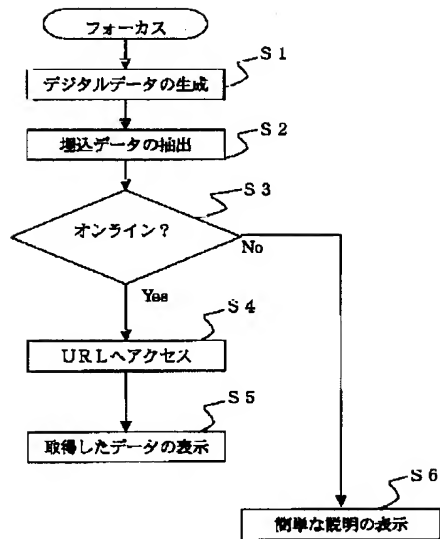 フォーカス
S1
デジタルデータの生成
S2
埋込データの抽出
S3
オンライン？
No
Yes
S4
URLへアクセス
S5
取得したデータの表示
S6
簡単な説明の表示